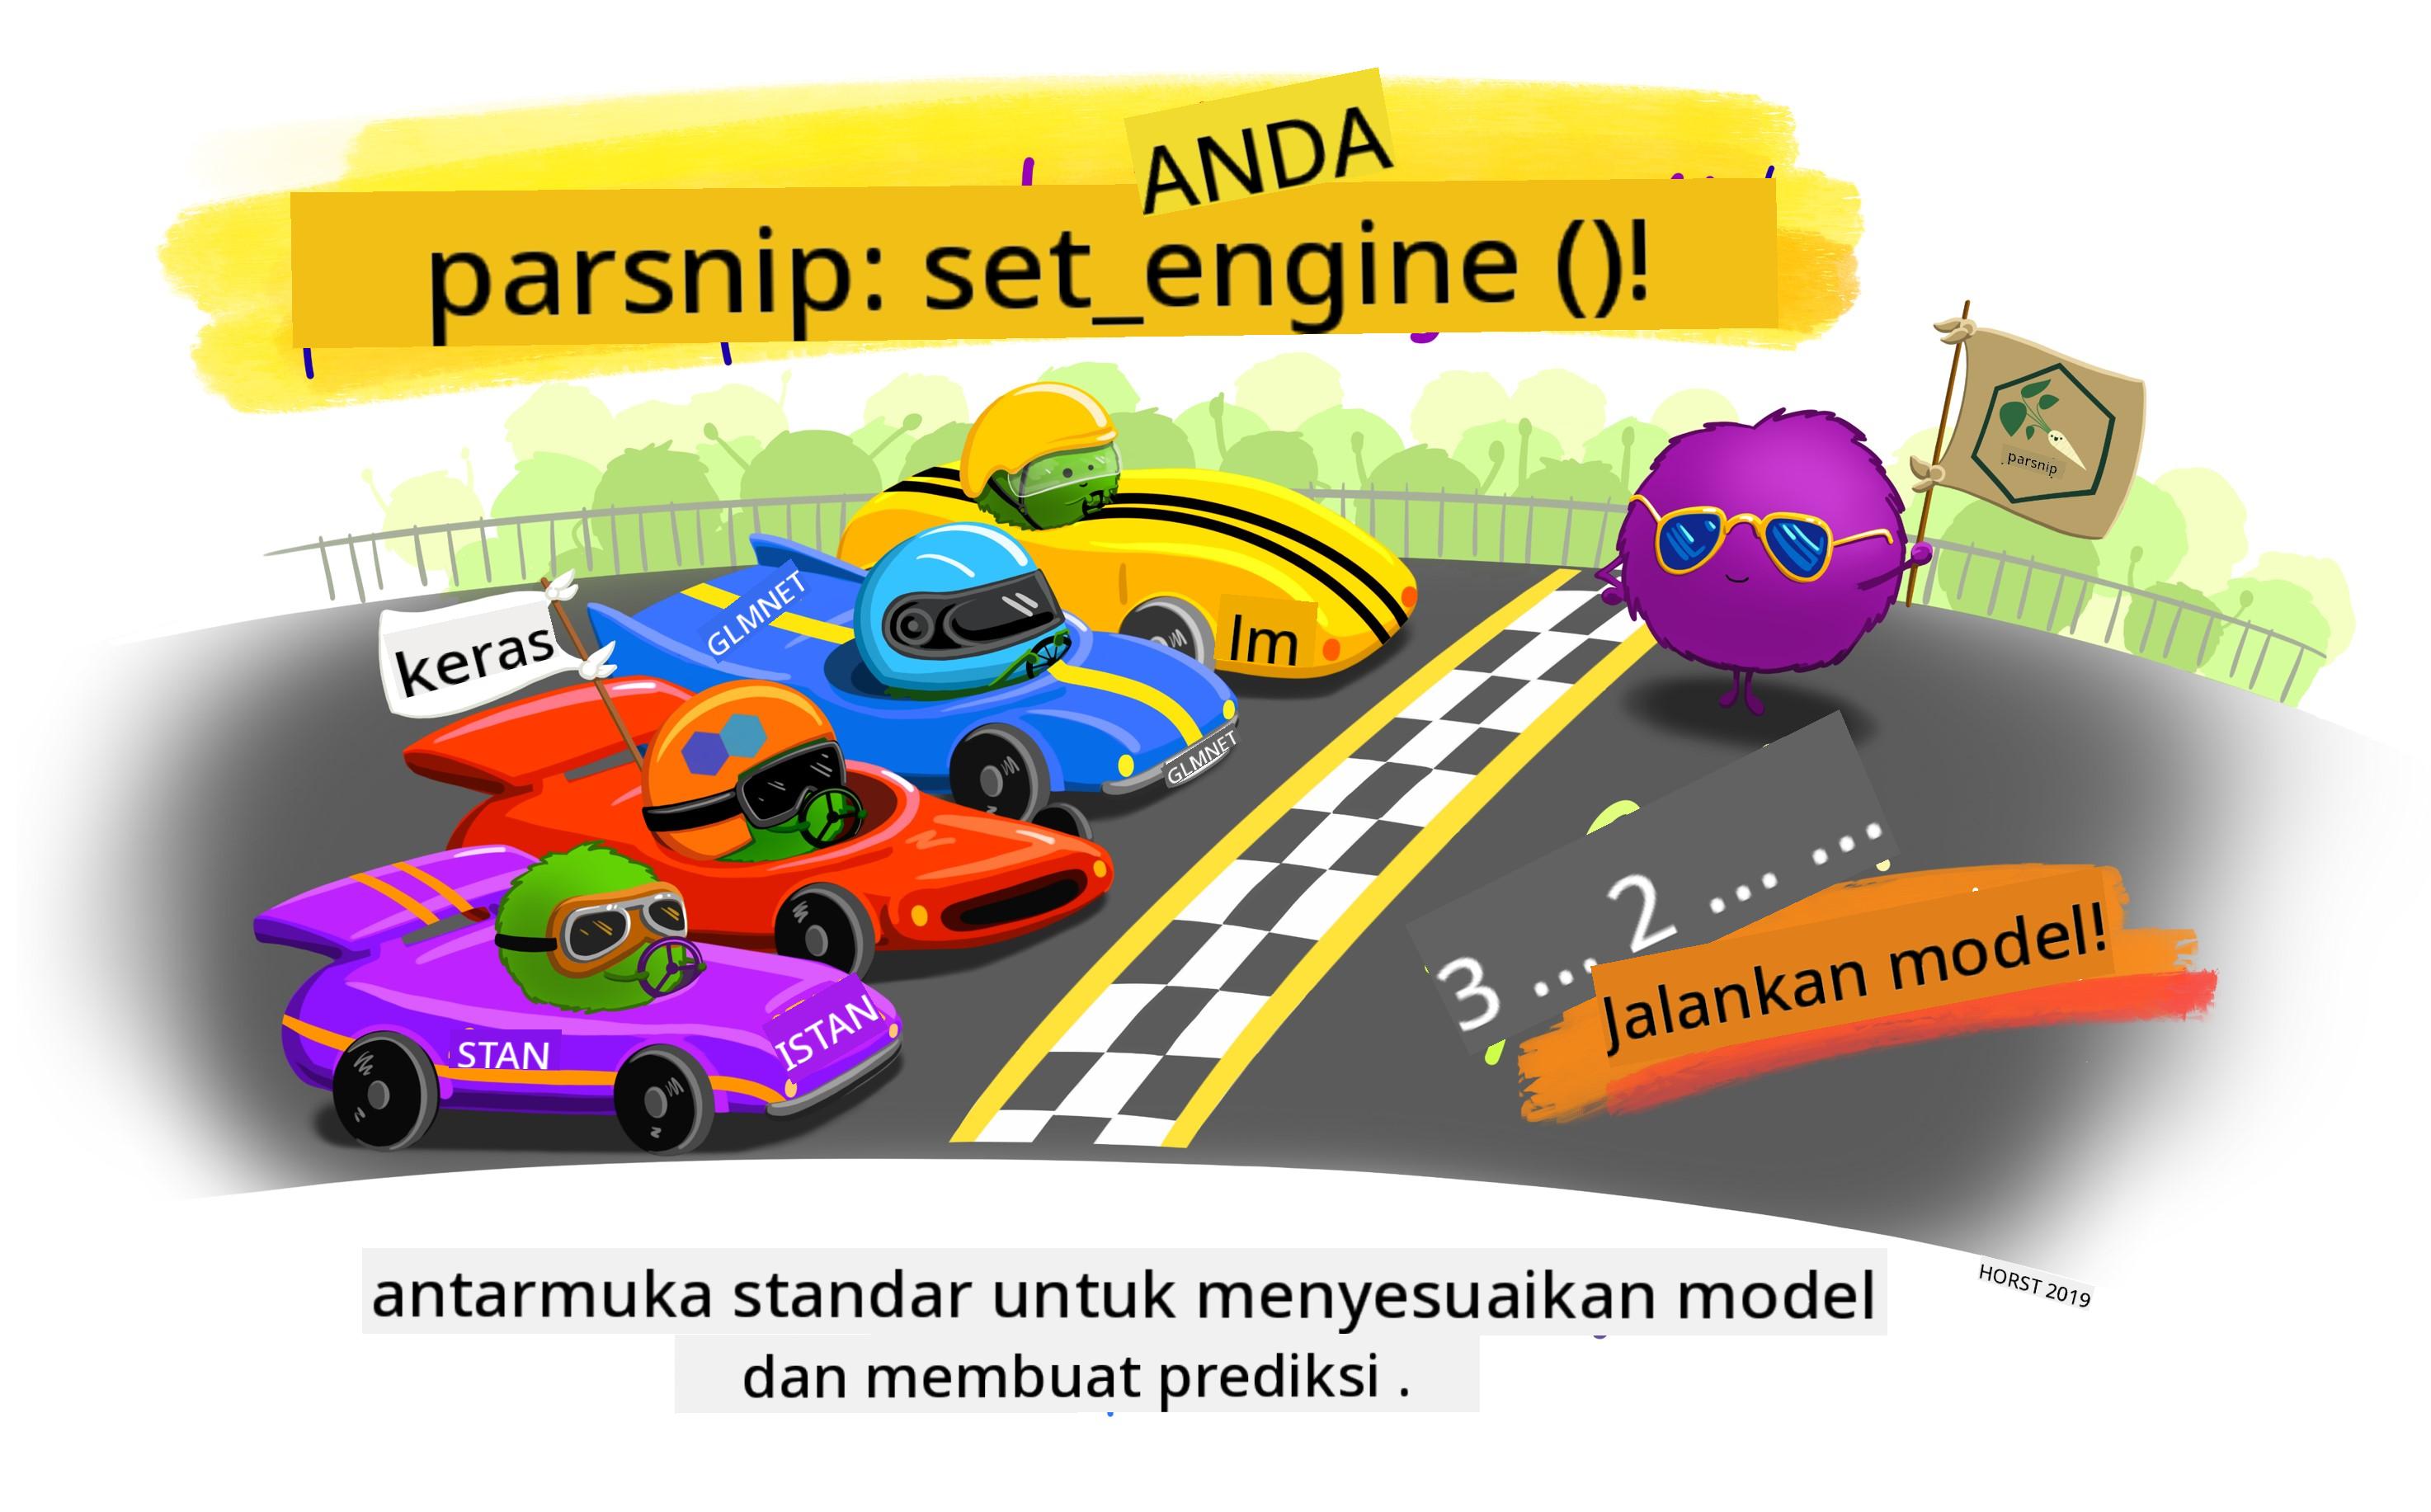 ANDA
parsnip: set_engine ()!
parsnip
keras
GLMNET
lm
GLMNET
STAN
ISTAN
3 ... 2 .... ...
Jalankan model!
HORST 2019
antarmuka standar untuk menyesuaikan model
dan membuat prediksi .